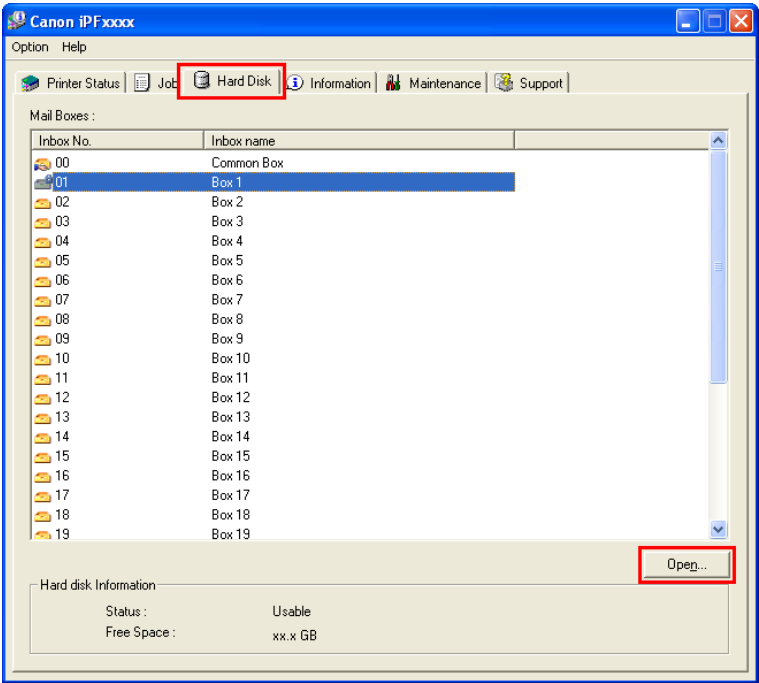 Canon iPFxxxx
Option Help
Printer Status Job Hard Disk Information Maintenance Support
Mail Boxes :
Inbox No. Inbox name
00 Common Box
01 Box 1
02 Box 2
03 Box 3
04 Box 4
05 Box 5
06 Box 6
07 Box 7
08 Box 8
09 Box 9
10 Box 10
11 Box 11
12 Box 12
13 Box 13
14 Box 14
15 Box 15
16 Box 16
17 Box 17
18 Box 18
19 Box 19
Open...
Hard disk Information
Status : Usable
Free Space : xx.x GB